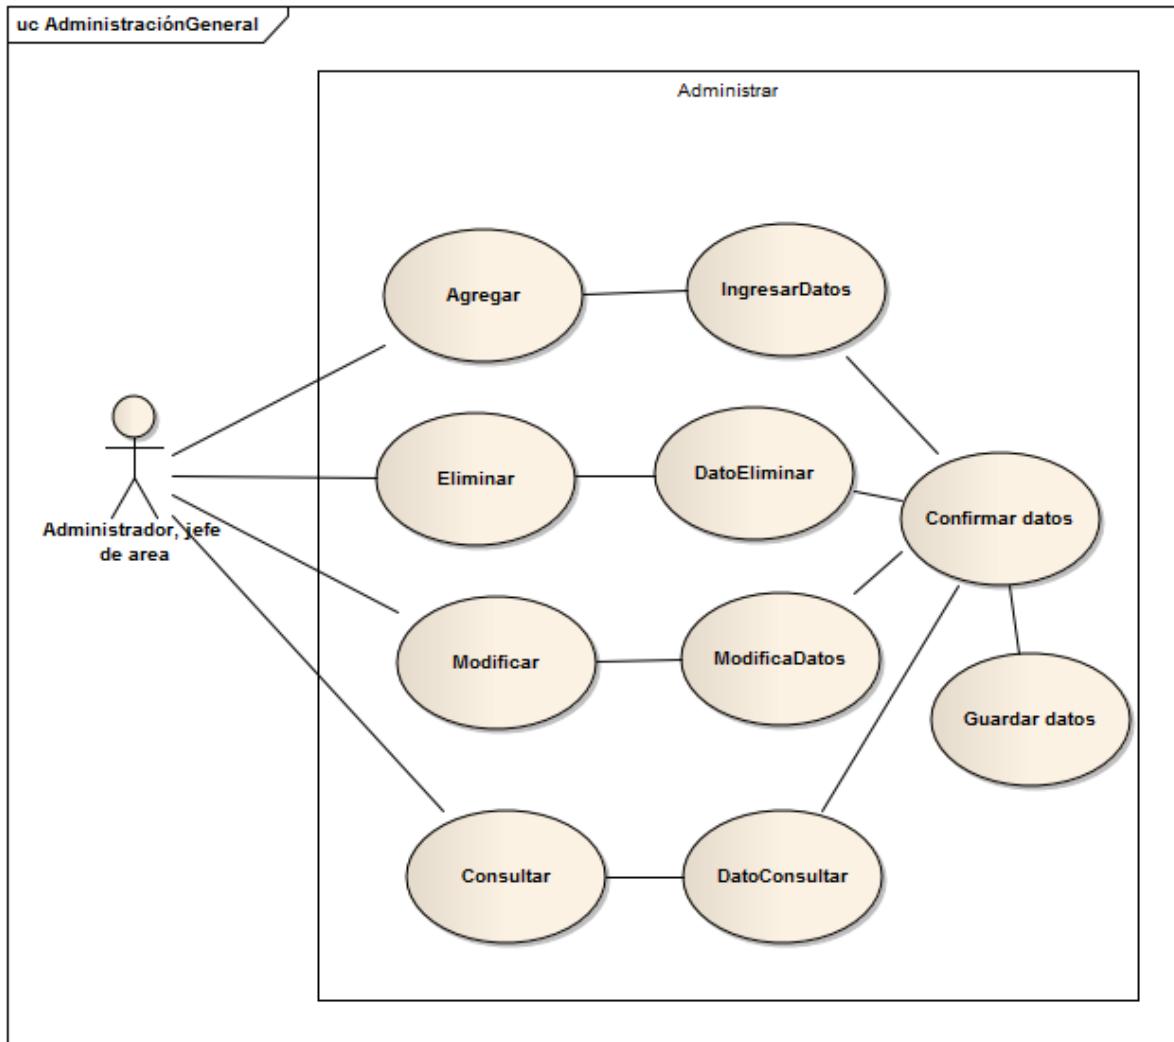 uc AdministraciónGeneral
Administrar
Agregar
IngresarDatos
Eliminar
DatoEliminar
Confirmar datos
Administrador, jefe
de area
Modificar
ModificaDatos
Guardar datos
Consultar
DatoConsultar